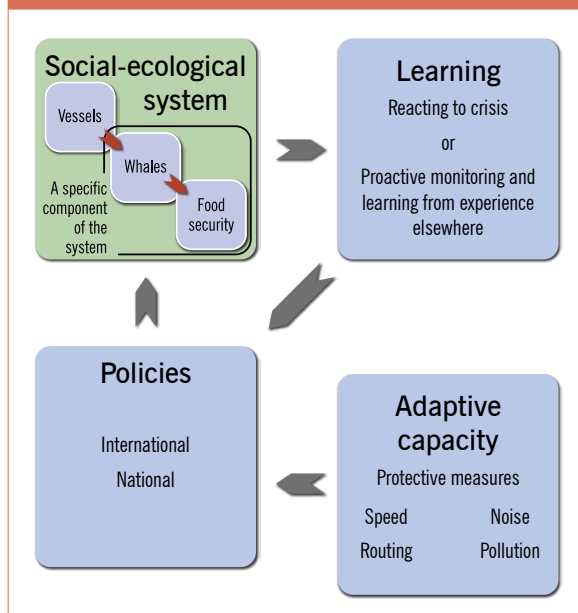 Social-ecological
system
Vessels
Whales
Food
security
A specific
component
of the
system
Learning
Reacting to crisis
or
Proactive monitoring and
learning from experience
elsewhere
Policies
International
National
Adaptive
capacity
Protective measures
Speed Noise
Routing Pollution